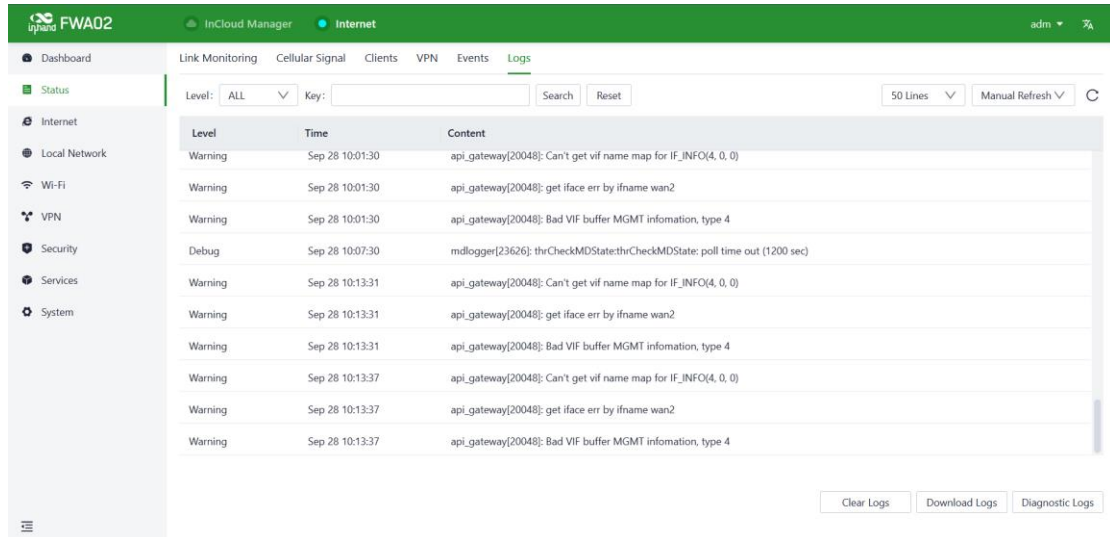 inhand FWA02 InCloud Manager Internet adm
Dashboard
Status
Internet
Local Network
Wi-Fi
VPN
Security
Services
System
Link Monitoring Cellular Signal Clients VPN Events Logs
Level: ALL Key: Search Reset 50 Lines Manual Refresh
Level Time Content
Warning Sep 28 10:01:30 api_gateway[20048]: Can't get vif name map for IF_INFO(4, 0, 0)
Warning Sep 28 10:01:30 api_gateway[20048]: get iface err by ifname wan2
Warning Sep 28 10:01:30 api_gateway[20048]: Bad VIF buffer MGMT infomation, type 4
Debug Sep 28 10:07:30 mdlogger[23626]: thrCheckMDState:thrCheckMDState: poll time out (1200 sec)
Warning Sep 28 10:13:31 api_gateway[20048]: Can't get vif name map for IF_INFO(4, 0, 0)
Warning Sep 28 10:13:31 api_gateway[20048]: get iface err by ifname wan2
Warning Sep 28 10:13:31 api_gateway[20048]: Bad VIF buffer MGMT infomation, type 4
Warning Sep 28 10:13:37 api_gateway[20048]: Can't get vif name map for IF_INFO(4, 0, 0)
Warning Sep 28 10:13:37 api_gateway[20048]: get iface err by ifname wan2
Warning Sep 28 10:13:37 api_gateway[20048]: Bad VIF buffer MGMT infomation, type 4
Clear Logs Download Logs Diagnostic Logs